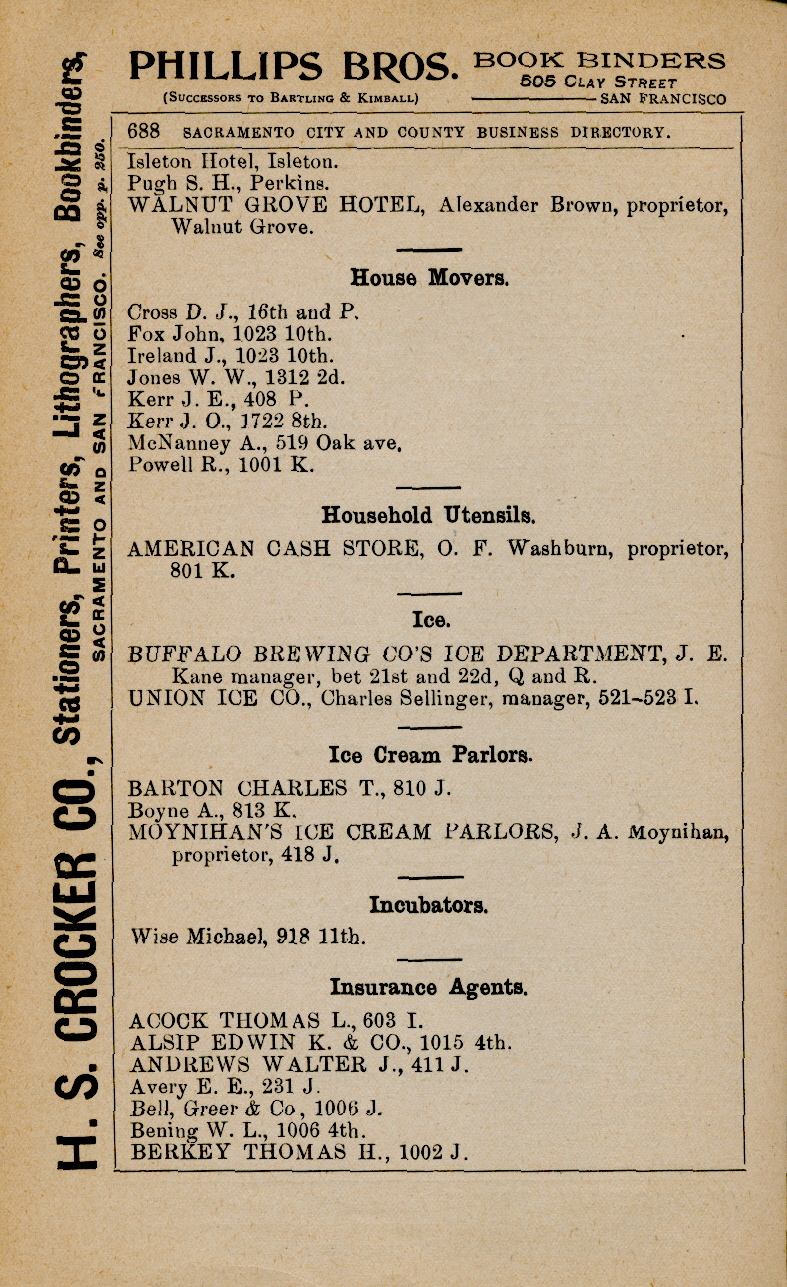 PHILLIPS BROS. BOOK BINDERS
505 CLAY STREET
(SUCCESSORS TO BARTLING & KIMBALL) SAN FRANCISCO
688 SACRAMENTO CITY AND COUNTY BUSINESS DIRECTORY.
Isleton Hotel, Isleton.
Pugh S. H., Perkins.
WALNUT GROVE HOTEL, Alexander Brown, proprietor,
Walnut Grove.
House Movers.
Cross D. J., 16th and P.
Fox John, 1023 10th.
Ireland J., 1023 10th.
Jones W. W., 1312 2d.
Kerr J. E., 408 P.
Kerr J. O., 1722 8th.
McNanney A., 519 Oak ave.
Powell R., 1001 K.
Household Utensils.
AMERICAN CASH STORE, O. F. Washburn, proprietor,
801 K.
Ice.
BUFFALO BREWING CO'S ICE DEPARTMENT, J. E.
Kane manager, bet 21st and 22d, Q and R.
UNION ICE CO., Charles Sellinger, manager, 521-523 I.
Ice Cream Parlors.
BARTON CHARLES T., 810 J.
Boyne A., 813 K.
MOYNIHAN'S ICE CREAM PARLORS, J. A. Moynihan,
proprietor, 418 J.
Incubators.
Wise Michael, 918 11th.
Insurance Agents.
ACOCK THOMAS L., 603 I.
ALSIP EDWIN K. & CO., 1015 4th.
ANDREWS WALTER J., 411 J.
Avery E. E., 231 J.
Bell, Greer & Co, 1006 J.
Bening W. L., 1006 4th.
BERKEY THOMAS H., 1002 J.
H. S. CROCKER CO., Stationers, Printers, Lithographers, Bookbinders,
SACRAMENTO AND SAN FRANCISCO. See opp. p. 250.